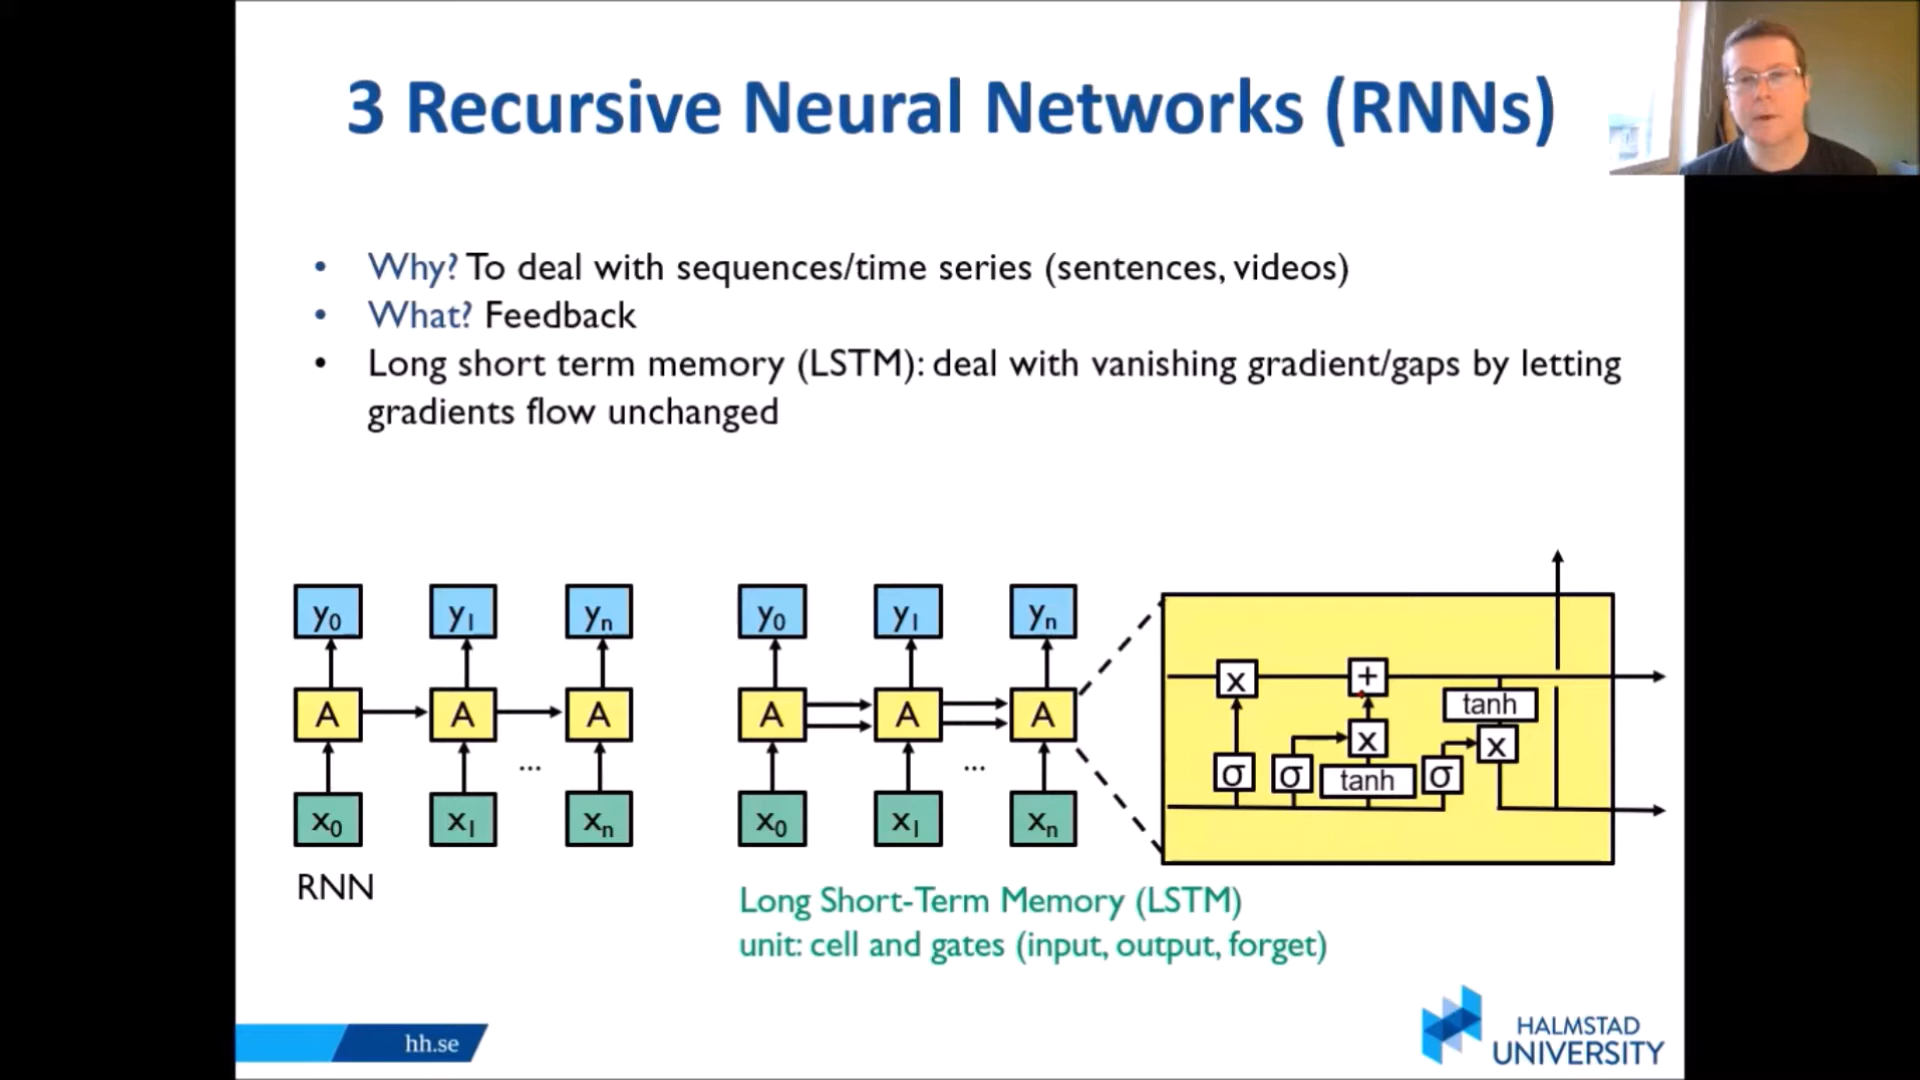 3 Recursive Neural Networks (RNNs)
• Why? To deal with sequences/time series (sentences, videos)
• What? Feedback
• Long short term memory (LSTM): deal with vanishing gradient/gaps by letting
gradients flow unchanged
y0 y1 yn
A A A
...
x0 x1 xn
RNN
y0 y1 yn
A A A
...
x0 x1 xn
x +
tanh
x x
σ σ tanh σ
Long Short-Term Memory (LSTM)
unit: cell and gates (input, output, forget)
hh.se
HALMSTAD
UNIVERSITY